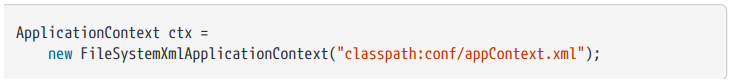 ApplicationContext ctx =
    new FileSystemXmlApplicationContext("classpath:conf/appContext.xml");